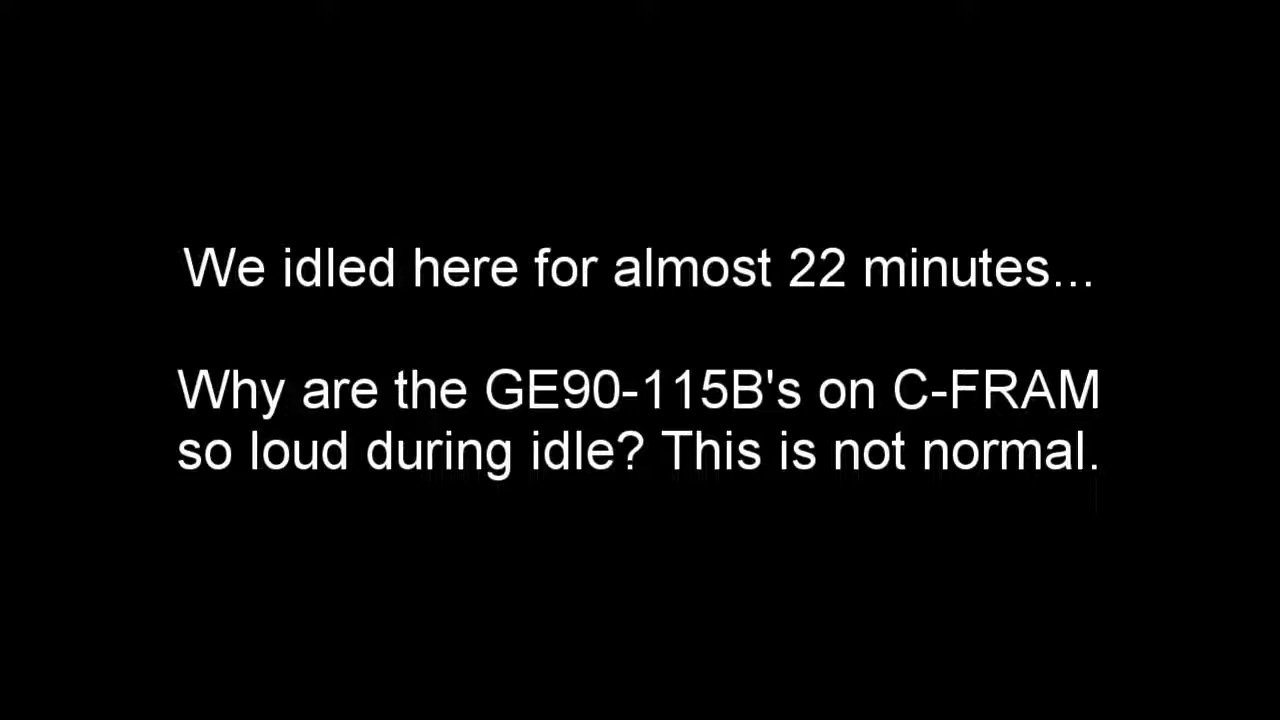 We idled here for almost 22 minutes...
Why are the GE90-115B's on C-FRAM
so loud during idle? This is not normal.